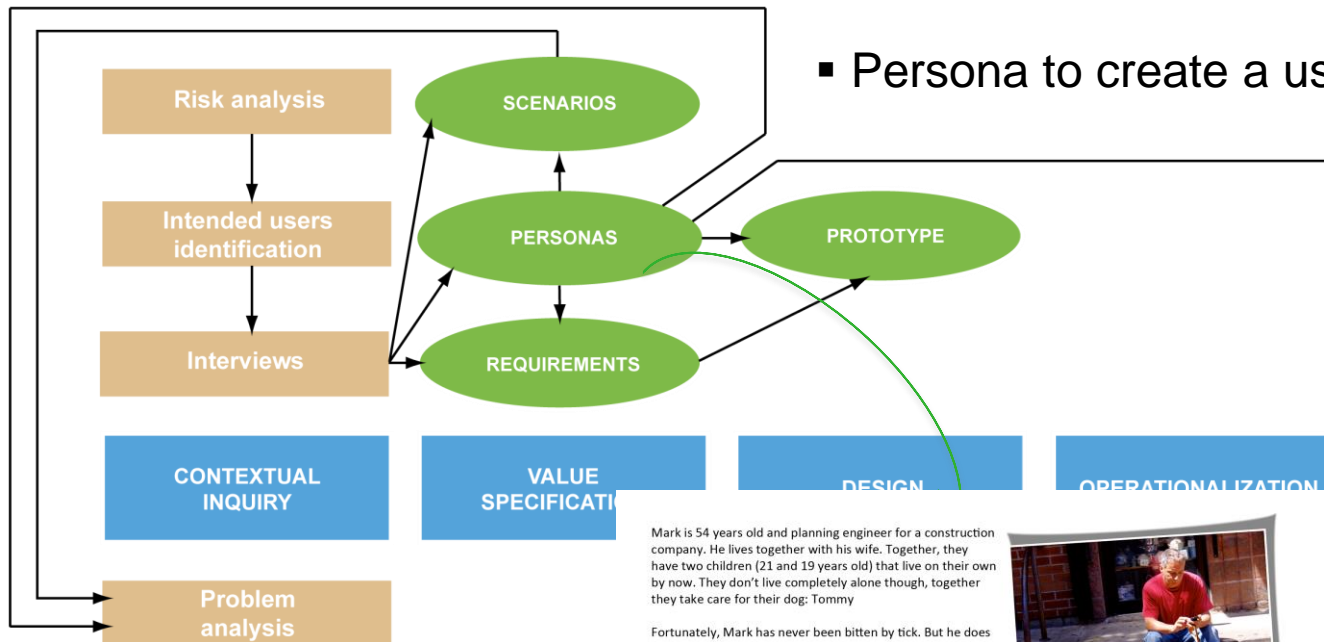 ▪ Persona to create a us
Risk analysis
SCENARIOS
Intended users
identification
PERSONAS
PROTOTYPE
Interviews
REQUIREMENTS
CONTEXTUAL
INQUIRY
VALUE
SPECIFICATI
DESIGN
OPERATIONALIZATION
Mark is 54 years old and planning engineer for a construction
company. He lives together with his wife. Together, they
have two children (21 and 19 years old) that live on their own
by now. They don't live completely alone though, together
they take care for their dog: Tommy
Problem
analysis
Fortunately, Mark has never been bitten by tick. But he does